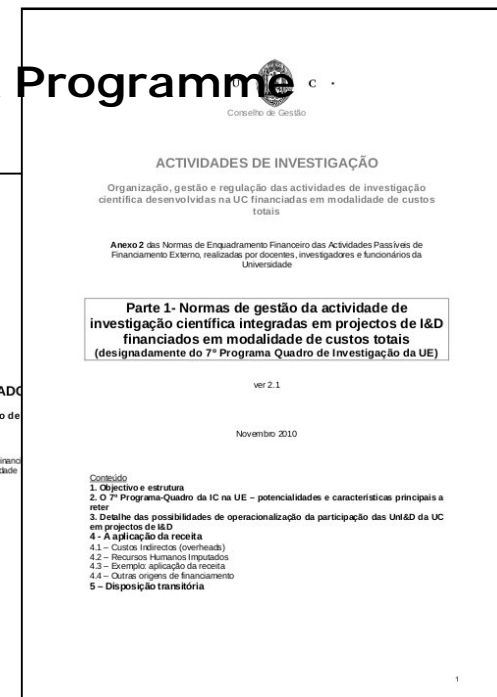 Programme
U C •
Conselho de Gestão
ACTIVIDADES DE INVESTIGAÇÃO
Organização, gestão e regulação das actividades de investigação
científica desenvolvidas na UC financiadas em modalidade de custos
totais
Anexo 2 das Normas de Enquadramento Financeiro das Actividades Passíveis de
Financiamento Externo, realizadas por docentes, investigadores e funcionários da
Universidade
Parte 1- Normas de gestão da actividade de
investigação científica integradas em projectos de I&D
financiados em modalidade de custos totais
(designadamente do 7º Programa Quadro de Investigação da UE)
ver 2.1
Novembro 2010
Conteúdo
1. Objectivo e estrutura
2. O 7º Programa-Quadro da IC na UE – potencialidades e características principais a
reter
3. Detalhe das possibilidades de operacionalização da participação das UnI&D da UC
em projectos de I&D
4 - A aplicação da receita
4.1 – Custos Indirectos (overheads)
4.2 – Recursos Humanos Imputados
4.3 – Exemplo: aplicação da receita
4.4 – Outras origens de financiamento
5 – Disposição transitória
1
ADO
o de
inanci
dade